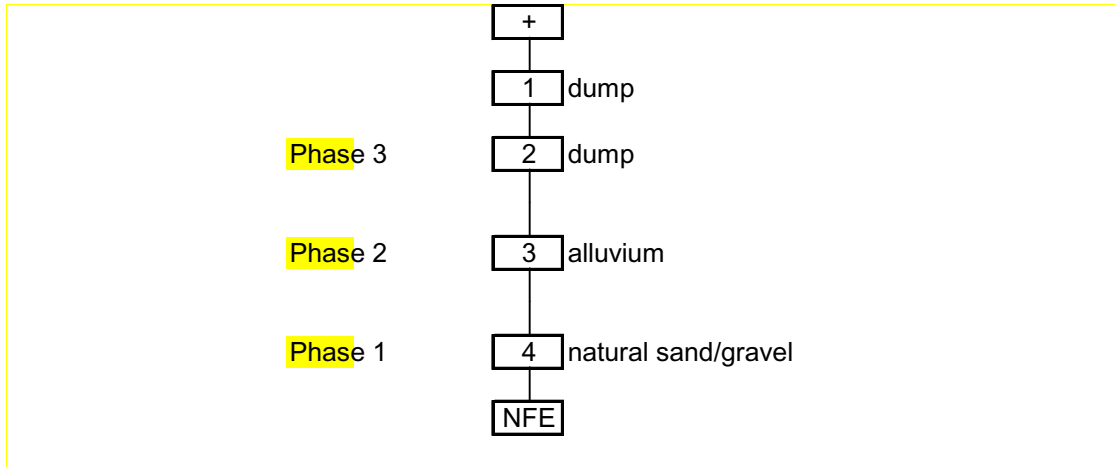 +
1 dump
Phase 3 2 dump
Phase 2 3 alluvium
Phase 1 4 natural sand/gravel
NFE